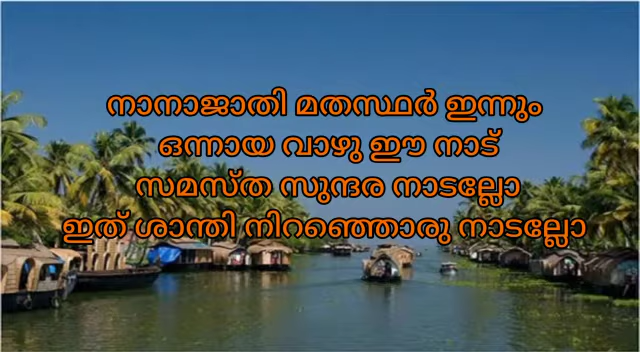 നാനാജാതി മതസ്ഥർ ഇന്നും
ഒന്നായ വാഴു ഈ നാട്
സമസ്ത സുന്ദര നാടല്ലോ
ഇത് ശാന്തി നിറഞ്ഞൊരു നാടല്ലോ